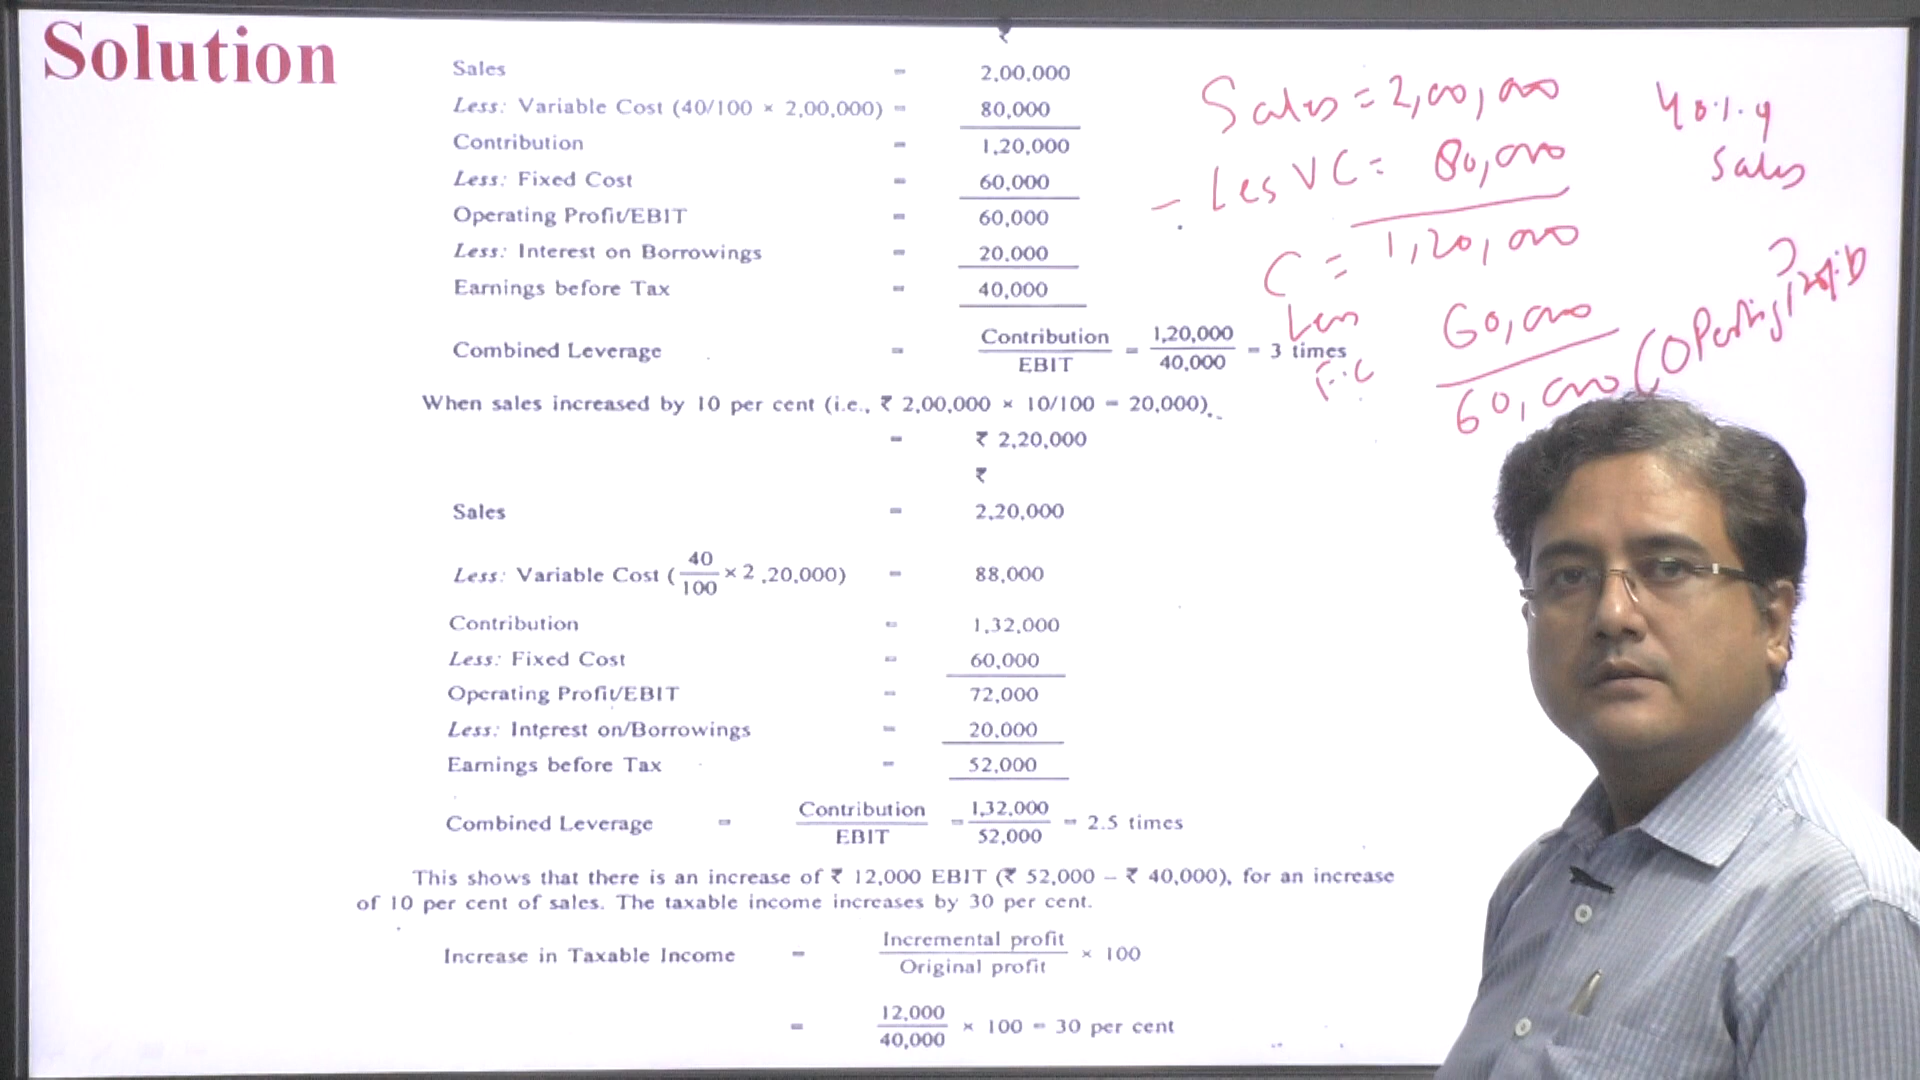 Solution
₹
Sales = 2,00,000
Less: Variable Cost (40/100 × 2,00,000) = 80,000
Contribution = 1,20,000
Less: Fixed Cost = 60,000
Operating Profit/EBIT = 60,000
Less: Interest on Borrowings = 20,000
Earnings before Tax = 40,000
Combined Leverage = Contribution/EBIT = 1,20,000/40,000 = 3 times
When sales increased by 10 per cent (i.e., ₹ 2,00,000 × 10/100 = 20,000),
= ₹ 2,20,000
₹
Sales = 2,20,000
Less: Variable Cost (40/100 × 2,20,000) = 88,000
Contribution = 1,32,000
Less: Fixed Cost = 60,000
Operating Profit/EBIT = 72,000
Less: Interest on/Borrowings = 20,000
Earnings before Tax = 52,000
Combined Leverage = Contribution/EBIT = 1,32,000/52,000 = 2.5 times
This shows that there is an increase of ₹ 12,000 EBIT (₹ 52,000 – ₹ 40,000), for an increase
of 10 per cent of sales. The taxable income increases by 30 per cent.
Increase in Taxable Income = Incremental profit/Original profit × 100
= 12,000/40,000 × 100 = 30 per cent
Sales = 2,00,000
40% of
Sales
- Les VC = 80,000
C = 1,20,000
Less
F.C
60,000
60,000 (Operating